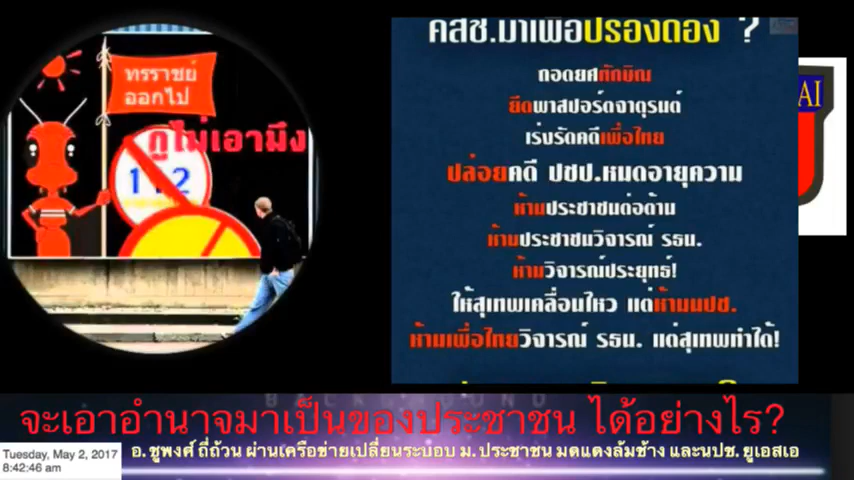 ทรราชย์
ออกไป
กูไม่เอามึง
112
คสช.มาเพื่อปรองดอง ?
ถอดยศทักษิณ
ยึดพาสปอร์ตจาตุรนต์
เร่งรัดคดีเพื่อไทย
ปล่อยคดี ปชป.หมดอายุความ
ห้ามประชาชนต่อต้าน
ห้ามประชาชนวิจารณ์ รธน.
ห้ามวิจารณ์ประยุทธ์!
ให้สุเทพเคลื่อนไหว แต่ห้ามนปช.
ห้ามเพื่อไทยวิจารณ์ รธน. แต่สุเทพทำได้!
AI
จะเอาอำนาจมาเป็นของประชาชน ได้อย่างไร?
Tuesday, May 2, 2017
8:42:46 am
อ. ชูพงศ์ ถี่ถ้วน ผ่านเครือข่ายเปลี่ยนระบอบ ม. ประชาชน มดแดงล้มช้าง และนปช. ยูเอสเอ